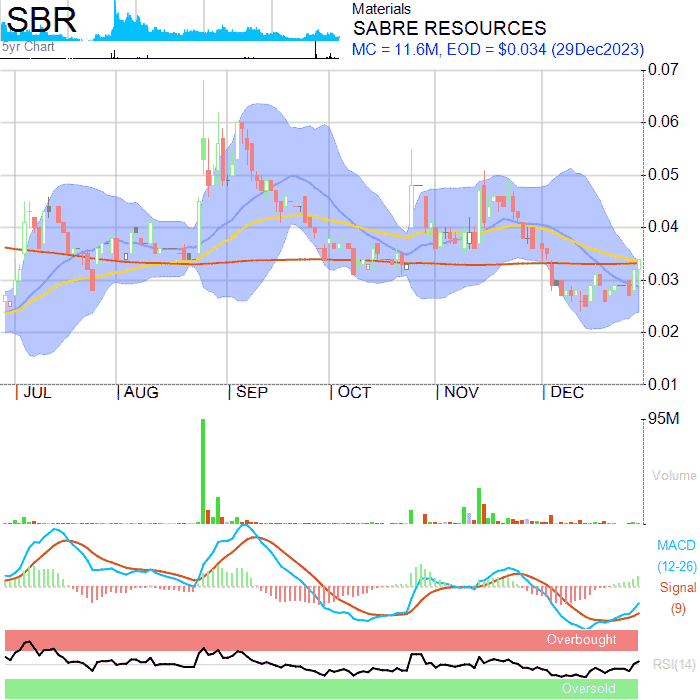 SBR
5yr Chart
Materials
SABRE RESOURCES
MC = 11.6M, EOD = $0.034 (29Dec2023)
0.07
0.06
0.05
0.04
0.03
0.02
0.01
JUL AUG SEP OCT NOV DEC
95M
Volume
MACD
(12-26)
Signal
(9)
Overbought
RSI(14)
Oversold